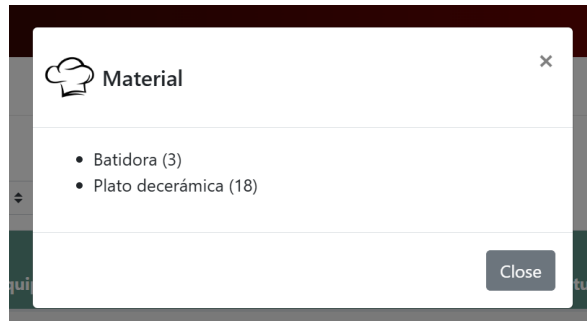 Material
×
Batidora (3)
Plato decerámica (18)
Close